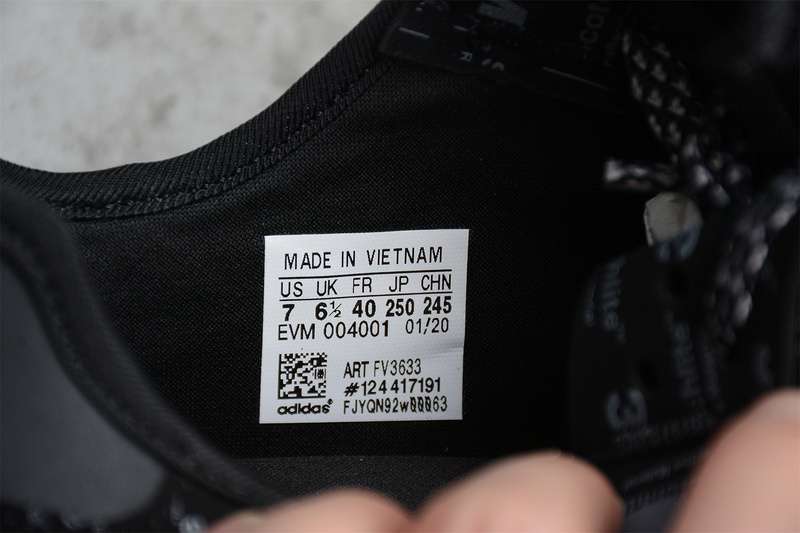 MADE IN VIETNAM
US UK FR JP CHN
7 6½ 40 250 245
EVM 004001 01/20
ART FV3633
#124417191
adidas® FJYQN92w00063